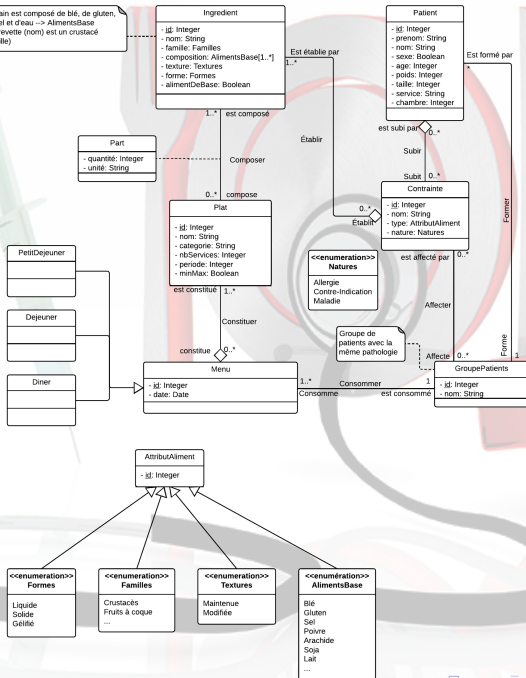 ain est composé de blé, de gluten,
el et d'eau --> AlimentsBase
revette (nom) est un crustacé
ille)
Ingredient
- id: Integer
- nom: String
- famille: Familles
- composition: AlimentsBase[1..*]
- texture: Textures
- forme: Formes
- alimentDeBase: Boolean
Patient
- id: Integer
- prenom: String
- nom: String
- sexe: Boolean
- age: Integer
- poids: Integer
- taille: Integer
- service: String
- chambre: Integer
Est établie par
1..*
Est formé par
*
1..*
est composé
Établir
est subi par
0..*
Subir
Part
- quantité: Integer
- unité: String
Composer
Subit
0..*
Contrainte
- id: Integer
- nom: String
- type: AttributAliment
- nature: Natures
0..*
compose
0..*
Établit
Former
Plat
- id: Integer
- nom: String
- categorie: String
- nbServices: Integer
- periode: Integer
- minMax: Boolean
PetitDejeuner
<<enumeration>>
Natures
Allergie
Contre-Indication
Maladie
est affecté par
0..*
est constitué
1..*
Affecter
Dejeuner
Constituer
Groupe de
patients avec la
même pathologie
Forme
constitue
0..*
Affecte
0..*
1
Menu
- id: Integer
- date: Date
Diner
1..*
Consomme
Consommer
1
est consommé
GroupePatients
- id: Integer
- nom: String
AttributAliment
- id: Integer
<<enumeration>>
Formes
Liquide
Solide
Gélifié
<<enumeration>>
Familles
Crustacés
Fruits à coque
...
<<enumeration>>
Textures
Maintenue
Modifiée
<<enumération>>
AlimentsBase
Blé
Gluten
Sel
Poivre
Arachide
Soja
Lait
...